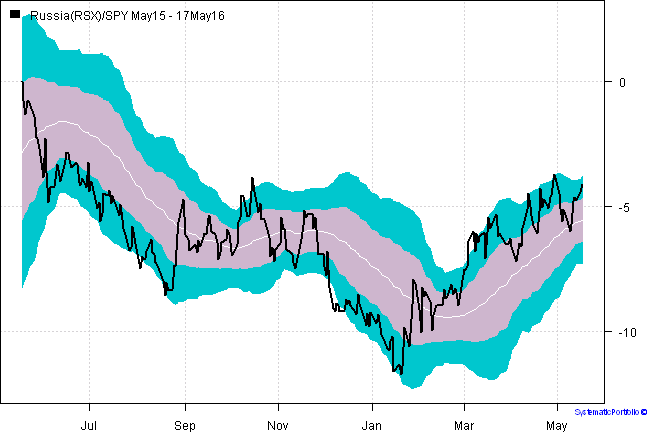 Russia(RSX)/SPY May15 - 17May16
0
-5
-10
Jul Sep Nov Jan Mar May
SystematicPortfolio ©